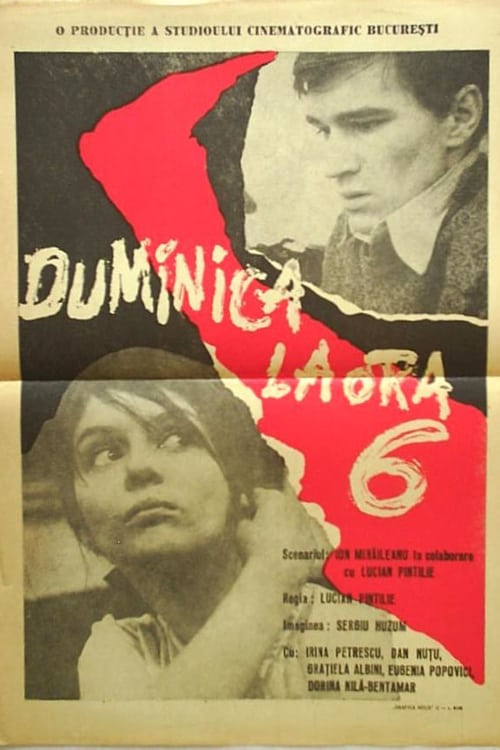 O PRODUCȚIE A STUDIOULUI CINEMATOGRAFIC BUCUREȘTI
DUMINICĂ
LA ORA
6
Scenariul: ION MIHĂILEANU în colaborare
cu LUCIAN PINTILIE
Regia: LUCIAN PINTILIE
Imaginea: SERGIU HUZUM
Cu: IRINA PETRESCU, DAN NUȚU,
GRAȚIELA ALBINI, EUGENIA POPOVICI,
DORINA NILĂ-BENTAMAR